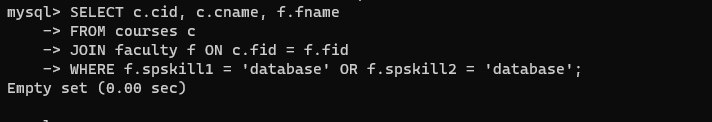 mysql> SELECT c.cid, c.cname, f.fname
    -> FROM courses c
    -> JOIN faculty f ON c.fid = f.fid
    -> WHERE f.spskill1 = 'database' OR f.spskill2 = 'database';
Empty set (0.00 sec)